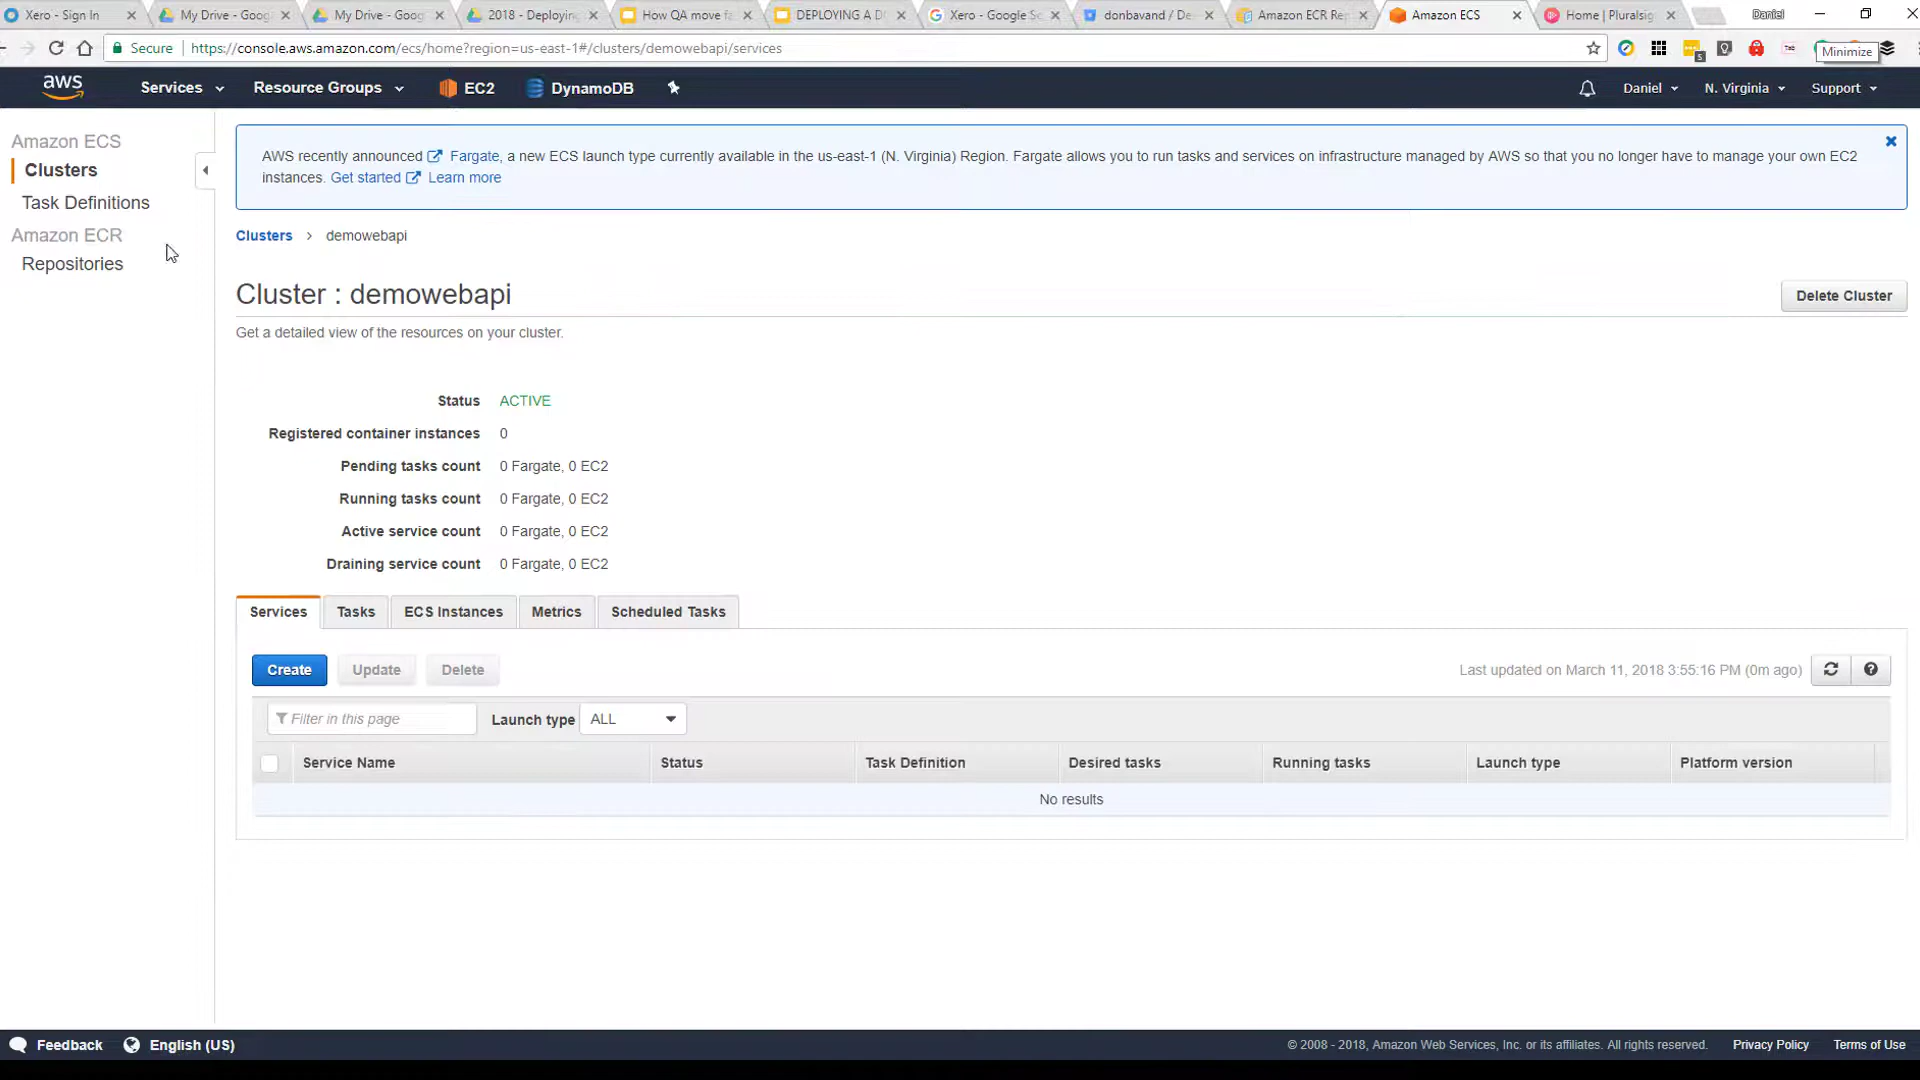 Xero - Sign In
My Drive - Goog
My Drive - Goog
2018 - Deploying
How QA move fa
DEPLOYING A D
Xero - Google S
donbavand / De
Amazon ECR Re
Amazon ECS
Home | Pluralsig
Daniel
Secure
https://console.aws.amazon.com/ecs/home?region=us-east-1#/clusters/demowebapi/services
Minimize
aws
Services
Resource Groups
EC2
DynamoDB
Daniel
N. Virginia
Support
Amazon ECS
Clusters
Task Definitions
Amazon ECR
Repositories
AWS recently announced Fargate, a new ECS launch type currently available in the us-east-1 (N. Virginia) Region. Fargate allows you to run tasks and services on infrastructure managed by AWS so that you no longer have to manage your own EC2
instances. Get started Learn more
Clusters > demowebapi
Cluster : demowebapi
Delete Cluster
Get a detailed view of the resources on your cluster.
Status ACTIVE
Registered container instances 0
Pending tasks count 0 Fargate, 0 EC2
Running tasks count 0 Fargate, 0 EC2
Active service count 0 Fargate, 0 EC2
Draining service count 0 Fargate, 0 EC2
Services Tasks ECS Instances Metrics Scheduled Tasks
Create Update Delete
Last updated on March 11, 2018 3:55:16 PM (0m ago)
Filter in this page Launch type ALL
Service Name Status Task Definition Desired tasks Running tasks Launch type Platform version
No results
Feedback English (US)
© 2008 - 2018, Amazon Web Services, Inc. or its affiliates. All rights reserved. Privacy Policy Terms of Use